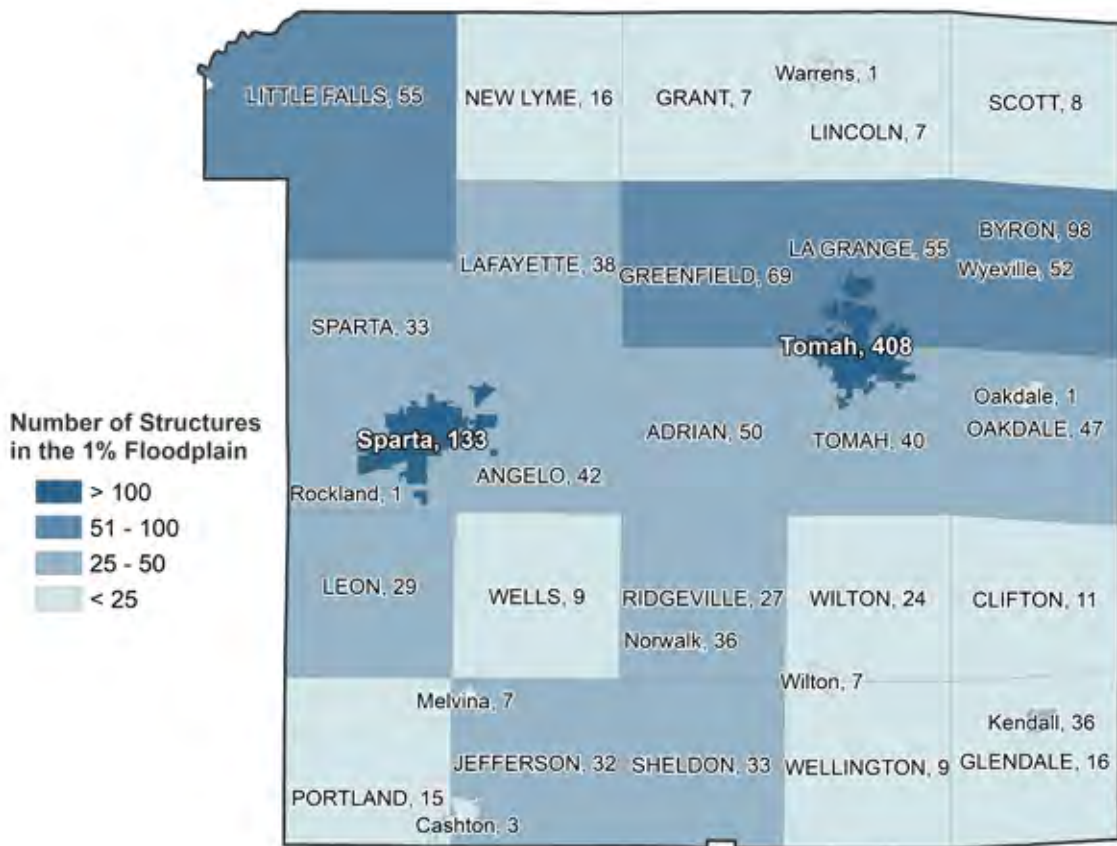 LITTLE FALLS, 55
NEW LYME, 16
GRANT, 7
Warrens, 1
LINCOLN, 7
SCOTT, 8
LAFAYETTE, 38
GREENFIELD, 69
LA GRANGE, 55
BYRON, 98
Wyeville, 52
SPARTA, 33
Tomah, 408
Sparta, 133
ANGELO, 42
ADRIAN, 50
TOMAH, 40
Oakdale, 1
OAKDALE, 47
Rockland, 1
LEON, 29
WELLS, 9
RIDGEVILLE, 27
Norwalk, 36
WILTON, 24
CLIFTON, 11
Melvina, 7
Wilton, 7
Kendall, 36
JEFFERSON, 32
SHELDON, 33
WELLINGTON, 9
GLENDALE, 16
PORTLAND, 15
Cashton, 3
Number of Structures
in the 1% Floodplain
> 100
51 - 100
25 - 50
< 25